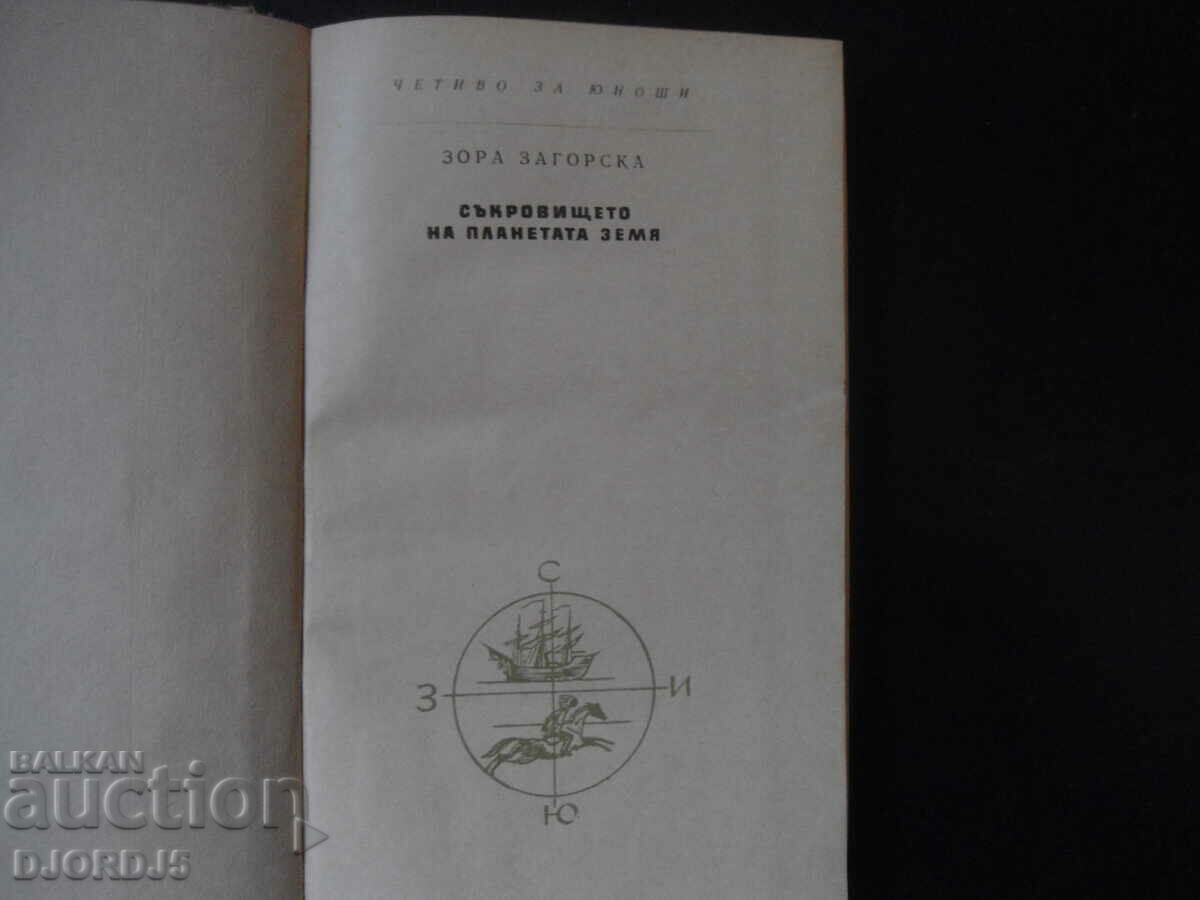 ЧЕТИВО ЗА ЮНОШИ
ЗОРА ЗАГОРСКА
СЪКРОВИЩЕТО
НА ПЛАНЕТАТА ЗЕМЯ
С
З
И
Ю
BALKAN
auction
DJORDJ5